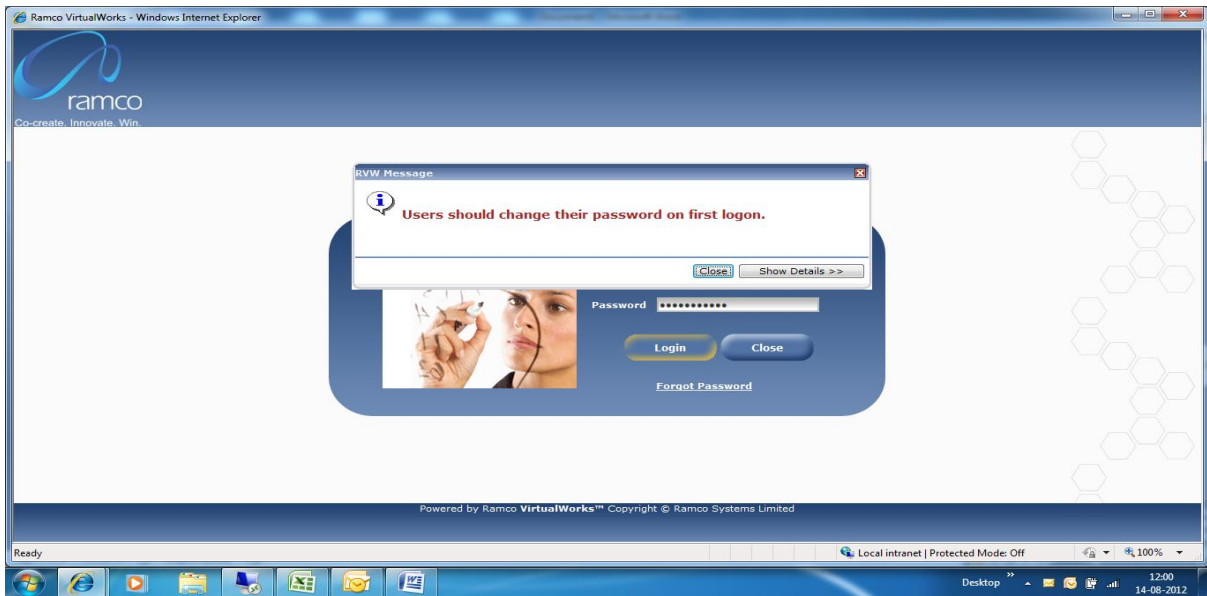 Ramco VirtualWorks - Windows Internet Explorer
ramco
Co-create. Innovate. Win.
RVW Message
Users should change their password on first logon.
Close Show Details >>
Password
Login Close
Forgot Password
Powered by Ramco VirtualWorks™ Copyright © Ramco Systems Limited
Ready Local intranet | Protected Mode: Off 100%
Desktop 12:00
14-08-2012